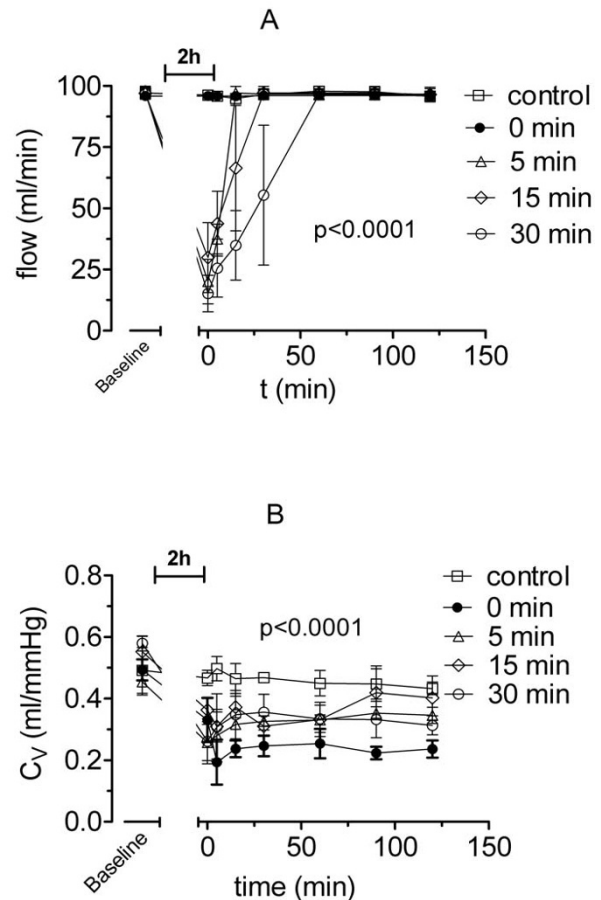 A
2h
100
75
50
25
0
flow (ml/min)
control
0 min
5 min
15 min
30 min
p<0.0001
Baseline
0 50 100 150
t (min)
B
2h
0.8
0.6
0.4
0.2
0.0
CV (ml/mmHg)
control
0 min
5 min
15 min
30 min
p<0.0001
Baseline
0 50 100 150
time (min)